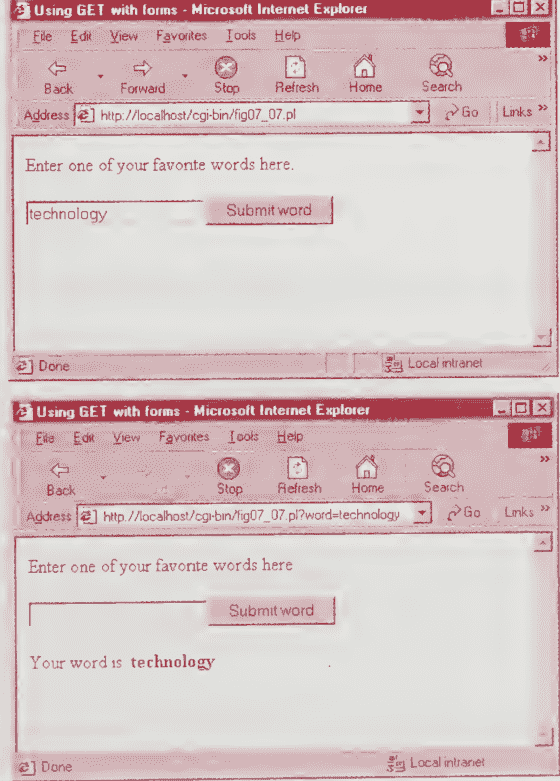 Using GET with forms - Microsoft Internet Explorer
File Edit View Favorites Tools Help
Back Forward Stop Refresh Home Search »
Address http://localhost/cgi-bin/fig07_07.pl Go Links »
Enter one of your favorite words here.
technology Submit word
Done Local intranet
Using GET with forms - Microsoft Internet Explorer
File Edit View Favorites Tools Help
Back Stop Refresh Home Search »
Address http://localhost/cgi-bin/fig07_07.pl?word=technology Go Links »
Enter one of your favorite words here
Submit word
Your word is technology
Done Local intranet